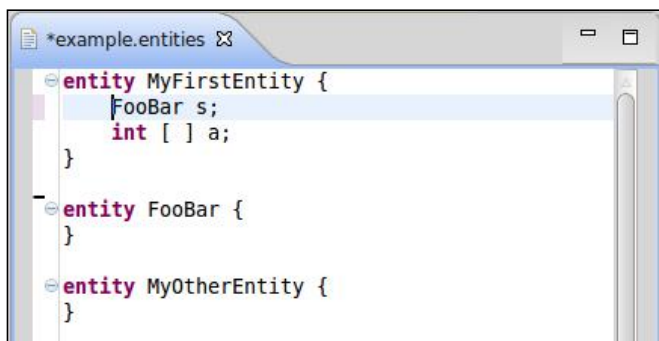 *example.entities
entity MyFirstEntity {
    FooBar s;
    int [ ] a;
}

entity FooBar {
}

entity MyOtherEntity {
}